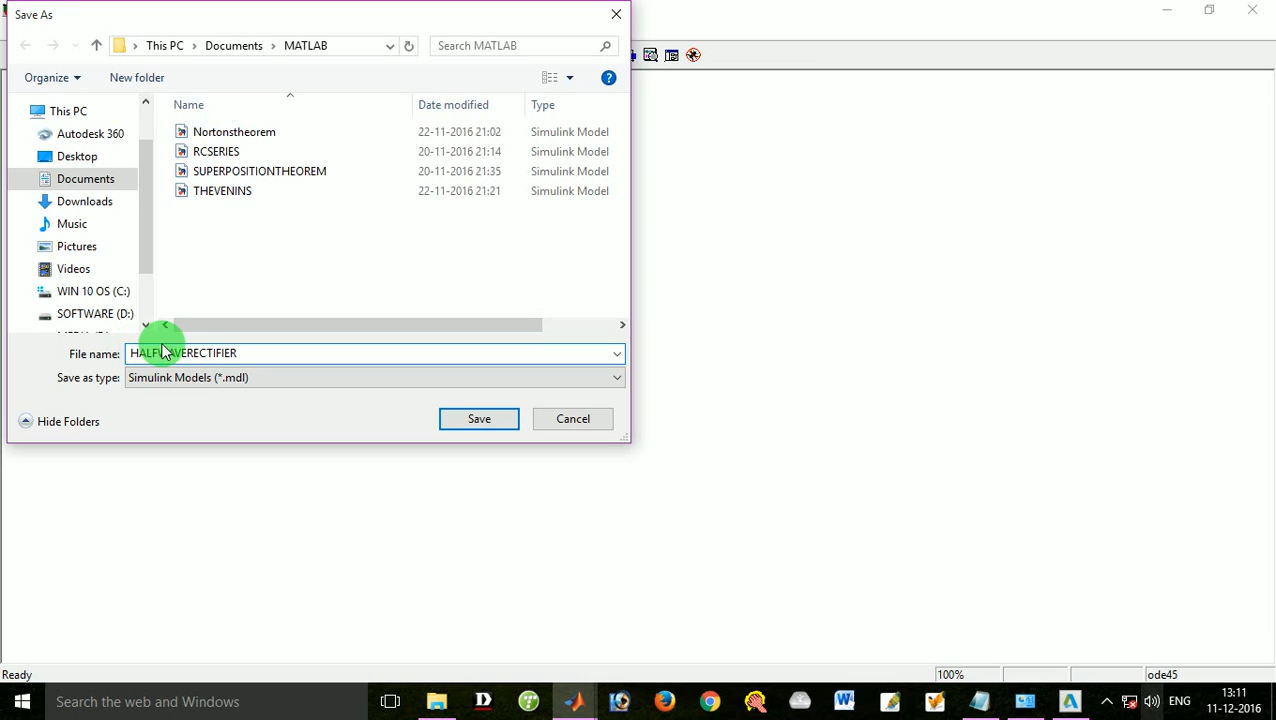 Save As
This PC
Documents
MATLAB
Search MATLAB
Organize
New folder
This PC
Autodesk 360
Desktop
Documents
Downloads
Music
Pictures
Videos
WIN 10 OS (C:)
SOFTWARE (D:)
Name
Date modified
Type
Nortonstheorem 22-11-2016 21:02 Simulink Model
RCSERIES 20-11-2016 21:14 Simulink Model
SUPERPOSITIONTHEOREM 20-11-2016 21:35 Simulink Model
THEVENINS 22-11-2016 21:21 Simulink Model
File name: HALFWAVERECTIFIER
Save as type: Simulink Models (*.mdl)
Hide Folders
Save
Cancel
Ready
100%
ode45
Search the web and Windows
ENG
13:11
11-12-2016